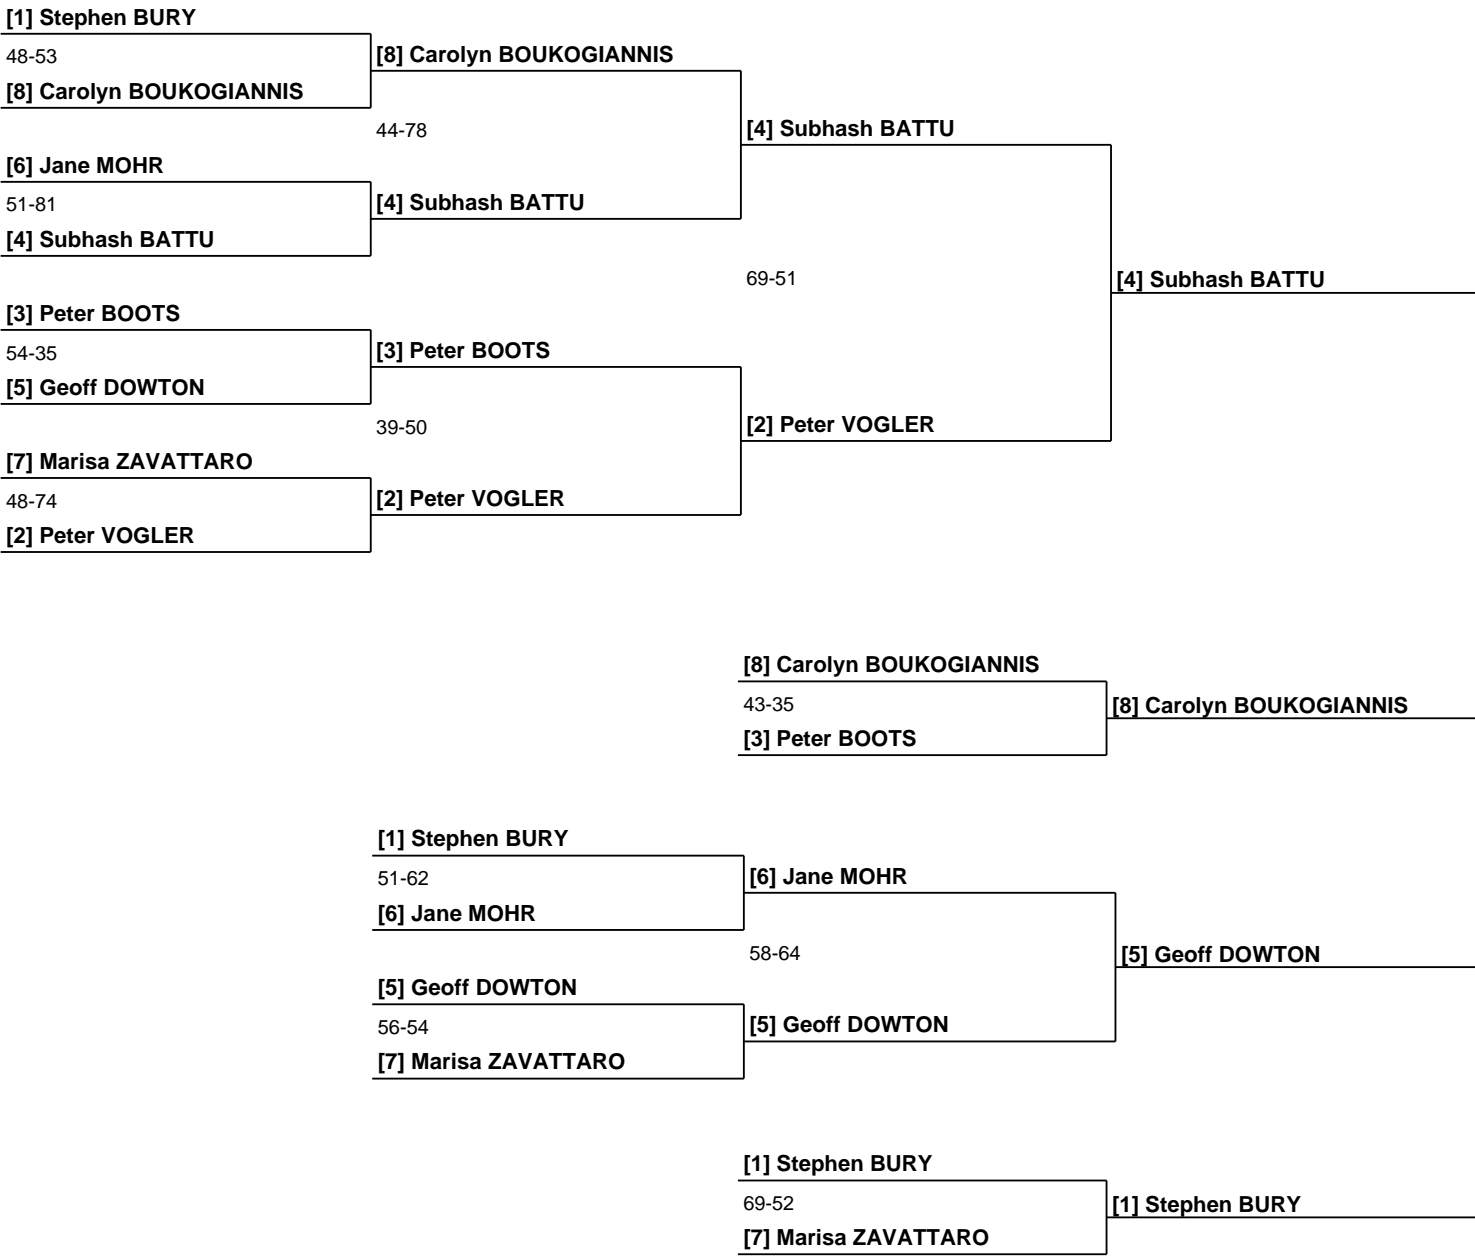 [1] Stephen BURY
48-53
[8] Carolyn BOUKOGIANNIS
[8] Carolyn BOUKOGIANNIS
44-78
[4] Subhash BATTU
[6] Jane MOHR
51-81
[4] Subhash BATTU
[4] Subhash BATTU
69-51
[4] Subhash BATTU
[3] Peter BOOTS
54-35
[3] Peter BOOTS
[5] Geoff DOWTON
39-50
[2] Peter VOGLER
[7] Marisa ZAVATTARO
48-74
[2] Peter VOGLER
[2] Peter VOGLER
[8] Carolyn BOUKOGIANNIS
43-35
[8] Carolyn BOUKOGIANNIS
[3] Peter BOOTS
[1] Stephen BURY
51-62
[6] Jane MOHR
[6] Jane MOHR
58-64
[5] Geoff DOWTON
[5] Geoff DOWTON
56-54
[5] Geoff DOWTON
[7] Marisa ZAVATTARO
[1] Stephen BURY
69-52
[1] Stephen BURY
[7] Marisa ZAVATTARO